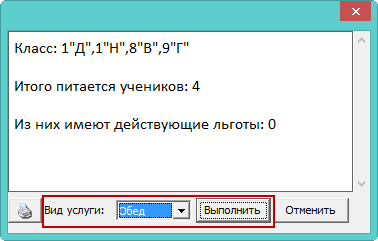 Класс: 1"Д",1"Н",8"В",9"Г"
Итого питается учеников: 4
Из них имеют действующие льготы: 0
Вид услуги: Обед Выполнить Отменить